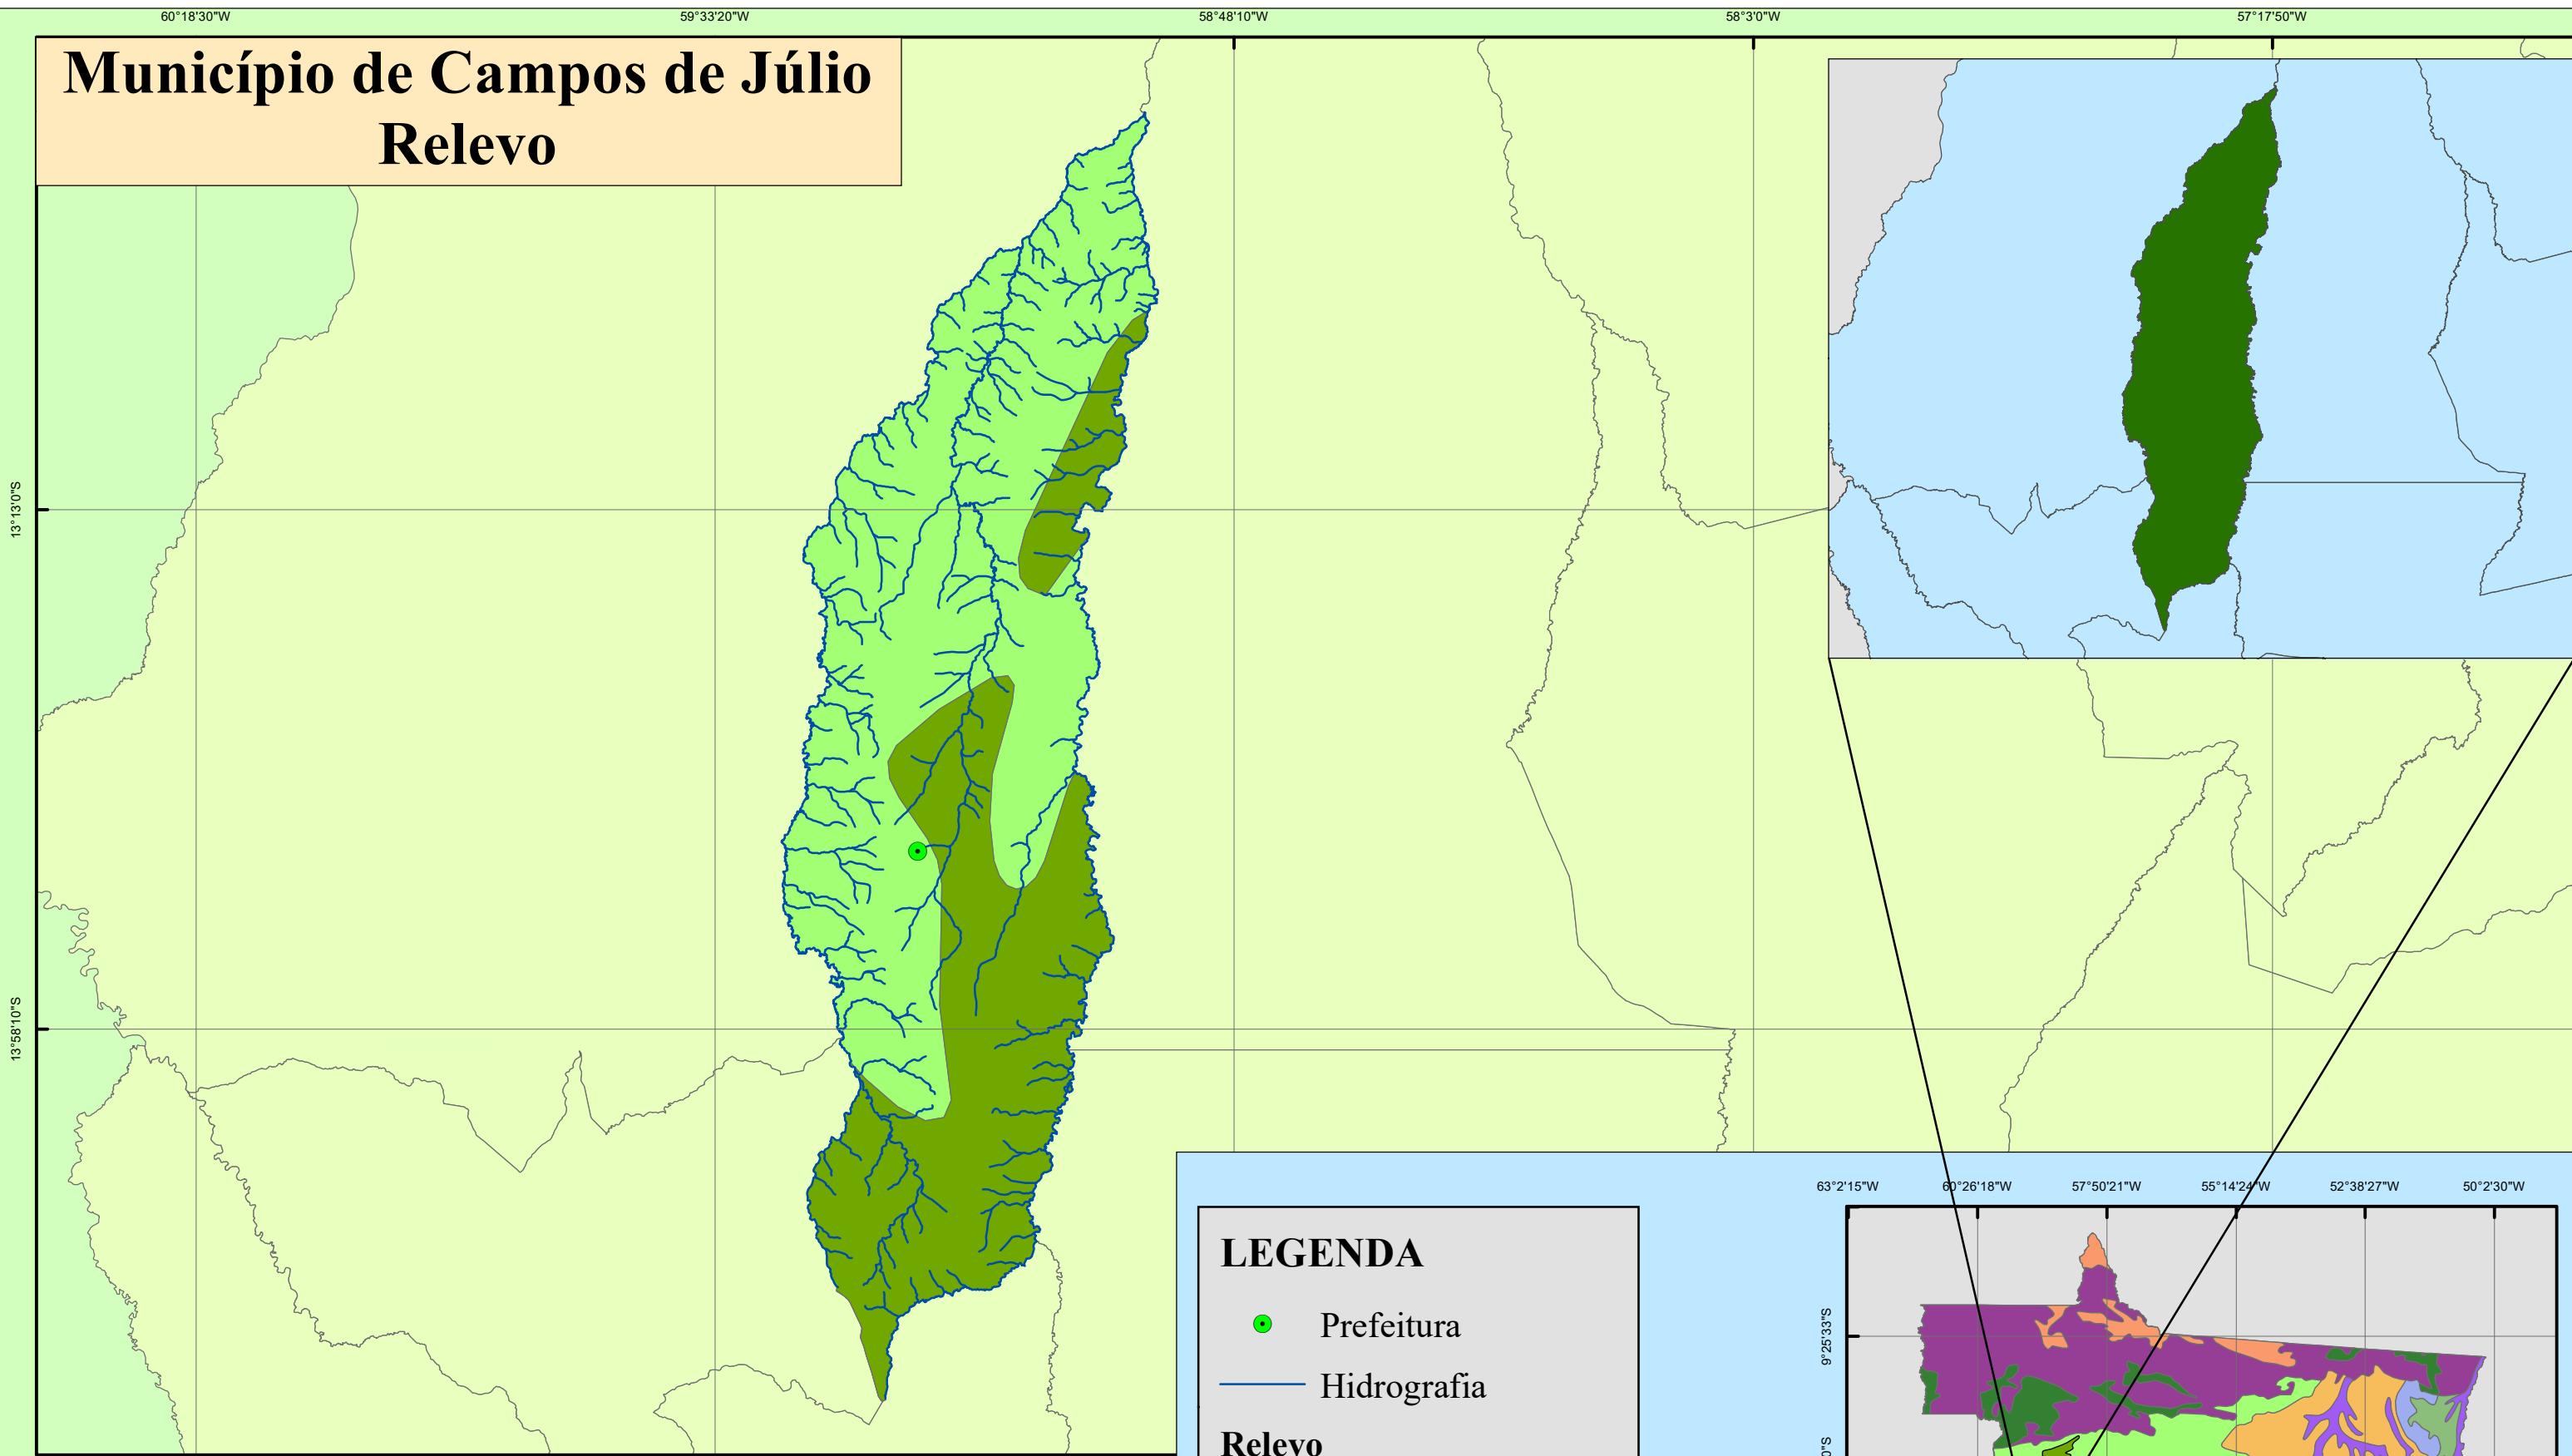 60°18'30"W 59°33'20"W 58°48'10"W 58°3'0"W 57°17'50"W
Município de Campos de Júlio
Relevo
13°13'0"S
13°58'10"S
63°2'15"W 60°26'18"W 57°50'21"W 55°14'24"W 52°38'27"W 50°2'30"W
9°25'33"S
LEGENDA
Prefeitura
Hidrografia
Relevo